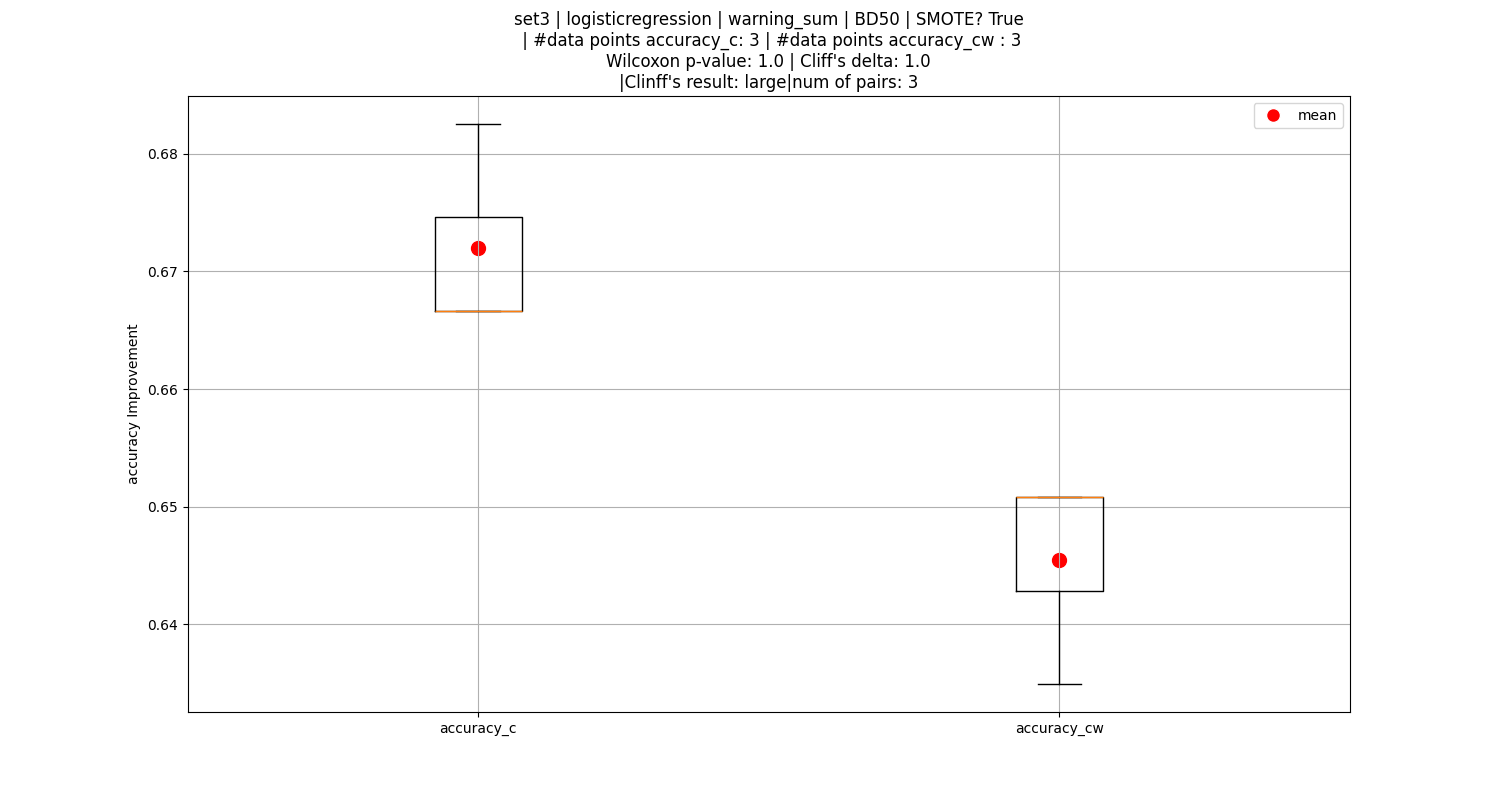 set3 | logisticregression | warning_sum | BD50 | SMOTE? True
| #data points accuracy_c: 3 | #data points accuracy_cw : 3
Wilcoxon p-value: 1.0 | Cliff's delta: 1.0
|Clinff's result: large|num of pairs: 3
mean
0.68
0.67
0.66
0.65
0.64
accuracy Improvement
accuracy_c
accuracy_cw